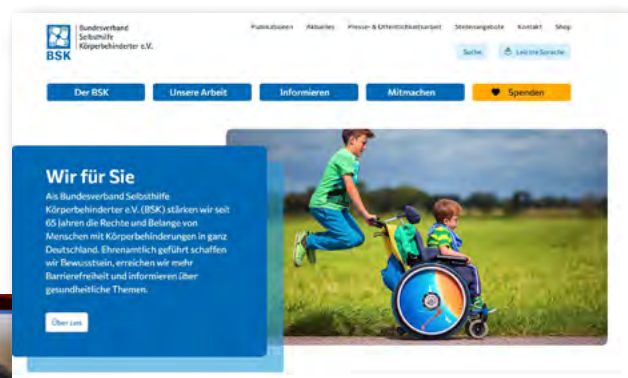 Bundesverband
Selbsthilfe
Körperbehinderter e.V.
BSK
Publikationen Aktuelles Presse- & Öffentlichkeitsarbeit Stellenangebote Kontakt Shop
Suche Leichte Sprache
Der BSK Unsere Arbeit Informieren Mitmachen Spenden
Wir für Sie
Als Bundesverband Selbsthilfe
Körperbehinderter e.V. (BSK) stärken wir seit
65 Jahren die Rechte und Belange von
Menschen mit Körperbehinderungen in ganz
Deutschland. Ehrenamtlich geführt schaffen
wir Bewusstsein, erreichen wir mehr
Barrierefreiheit und informieren über
gesundheitliche Themen.
Über uns